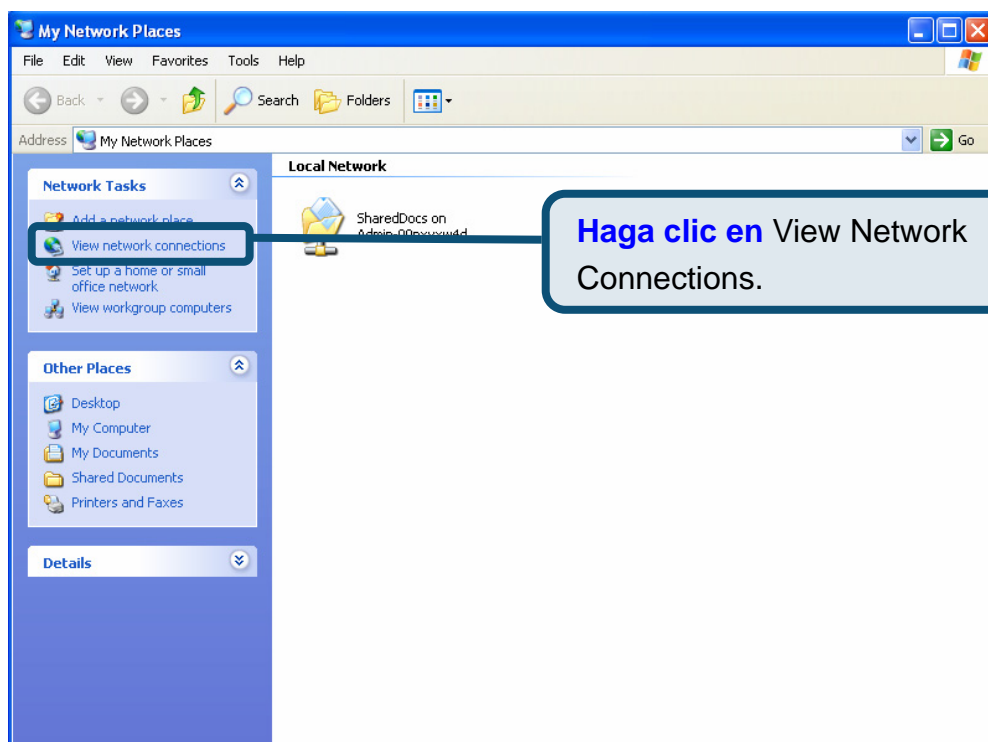 My Network Places
File Edit View Favorites Tools Help
Back Search Folders
Address My Network Places Go
Network Tasks
Add a network place
View network connections
Set up a home or small
office network
View workgroup computers
Other Places
Desktop
My Computer
My Documents
Shared Documents
Printers and Faxes
Details
Local Network
SharedDocs on
Haga clic en View Network
Connections.